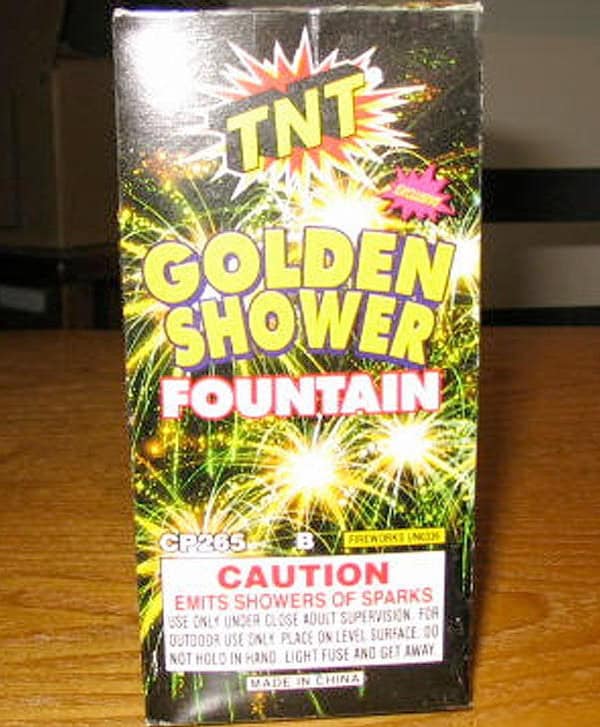 TNT
EXCLUSIVE
GOLDEN
SHOWER
FOUNTAIN
CP265 B FIREWORKS UN0336
CAUTION
EMITS SHOWERS OF SPARKS
USE ONLY UNDER CLOSE ADULT SUPERVISION. FOR
OUTDOOR USE ONLY. PLACE ON LEVEL SURFACE. DO
NOT HOLD IN HAND. LIGHT FUSE AND GET AWAY.
MADE IN CHINA